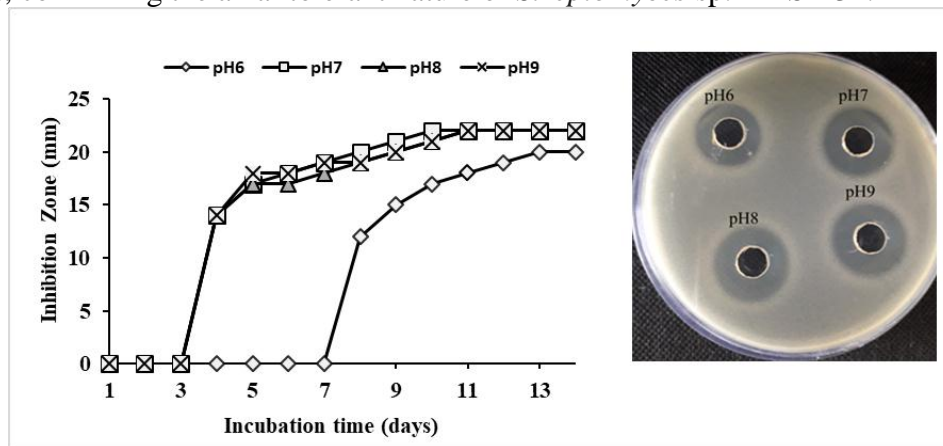 pH6 pH7 pH8 pH9
25
20
15
10
5
0
1 3 5 7 9 11 13
Inhibition Zone (mm)
Incubation time (days)
pH6
pH7
pH8
pH9